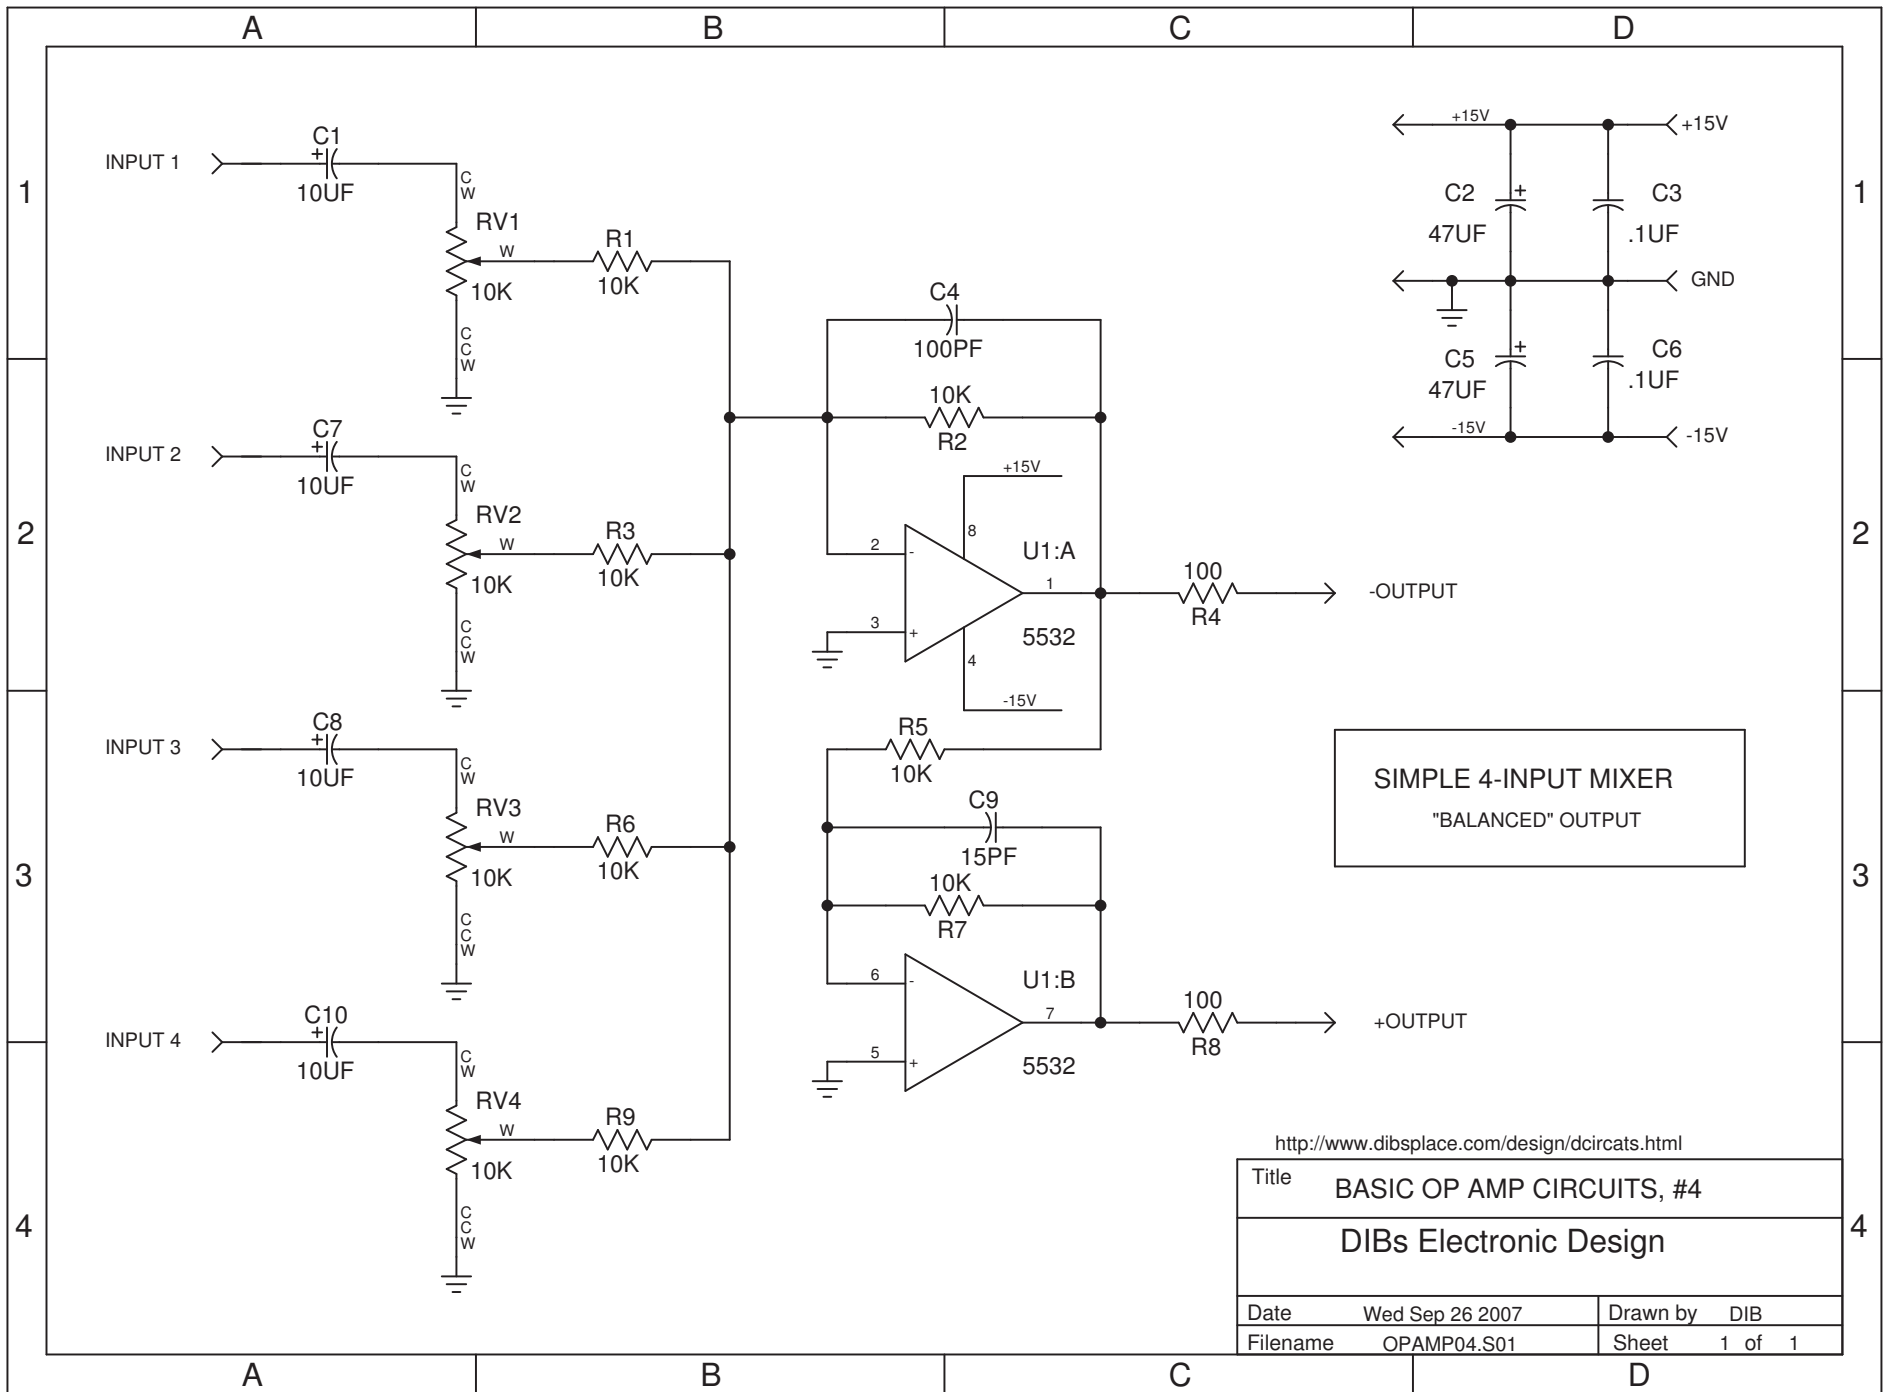 A B C D
1
2
3
4
1
2
3
4
A B C D
INPUT 1
C1
+
10UF
C
W
RV1
W
10K
C
C
W
R1
10K
INPUT 2
C7
+
10UF
C
W
RV2
W
10K
C
C
W
R3
10K
INPUT 3
C8
+
10UF
C
W
RV3
W
10K
C
C
W
R6
10K
INPUT 4
C10
+
10UF
C
W
RV4
W
10K
C
C
W
R9
10K
C4
100PF
10K
R2
+15V
8
2
-
U1:A
1
3
+
5532
4
-15V
100
R4
-OUTPUT
R5
10K
C9
15PF
10K
R7
6
-
U1:B
7
5
+
5532
100
R8
+OUTPUT
+15V
+15V
C2
+
47UF
C3
.1UF
GND
C5
+
47UF
C6
.1UF
-15V
-15V
SIMPLE 4-INPUT MIXER
"BALANCED" OUTPUT
http://www.dibsplace.com/design/dcircats.html
Title BASIC OP AMP CIRCUITS, #4
DIBs Electronic Design
Date Wed Sep 26 2007 Drawn by DIB
Filename OPAMP04.S01 Sheet 1 of 1